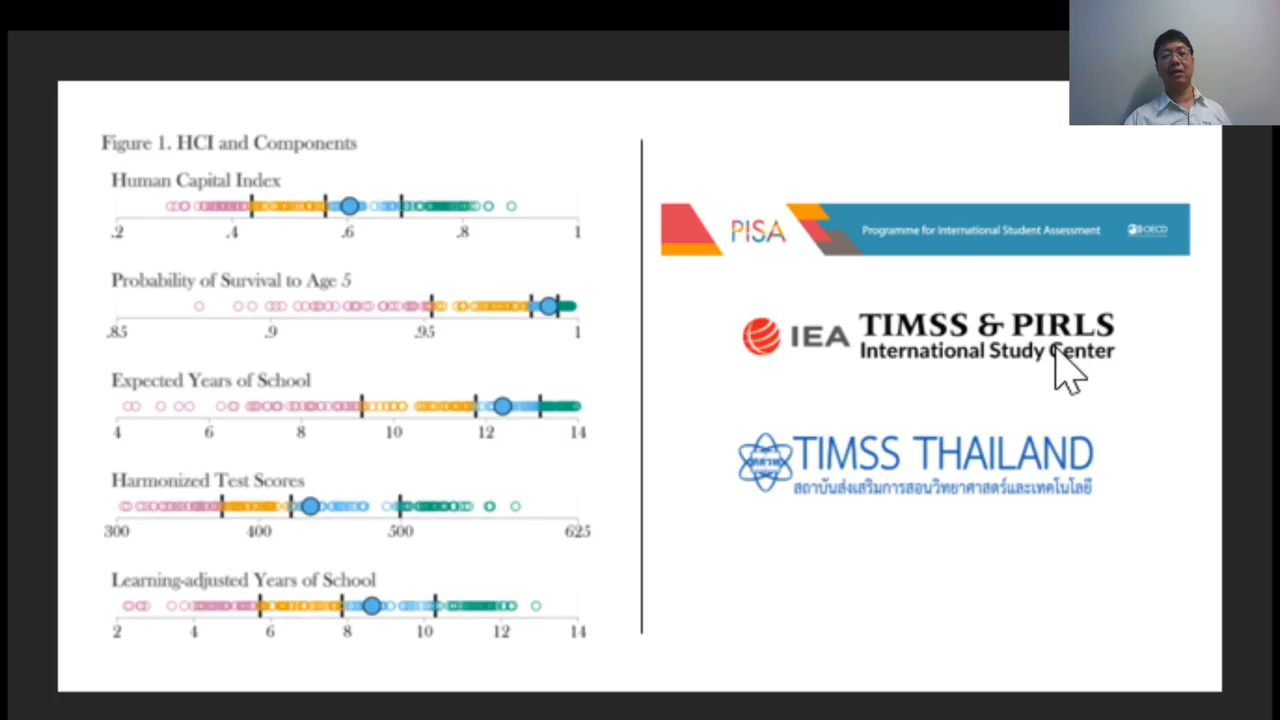 Figure 1. HCI and Components
Human Capital Index
.2 .4 .6 .8 1
Probability of Survival to Age 5
.85 .9 .95 1
Expected Years of School
4 6 8 10 12 14
Harmonized Test Scores
300 400 500 625
Learning-adjusted Years of School
2 4 6 8 10 12 14
PISA Programme for International Student Assessment OECD
IEA TIMSS & PIRLS
International Study Center
สสวท TIMSS THAILAND
สถาบันส่งเสริมการสอนวิทยาศาสตร์และเทคโนโลยี